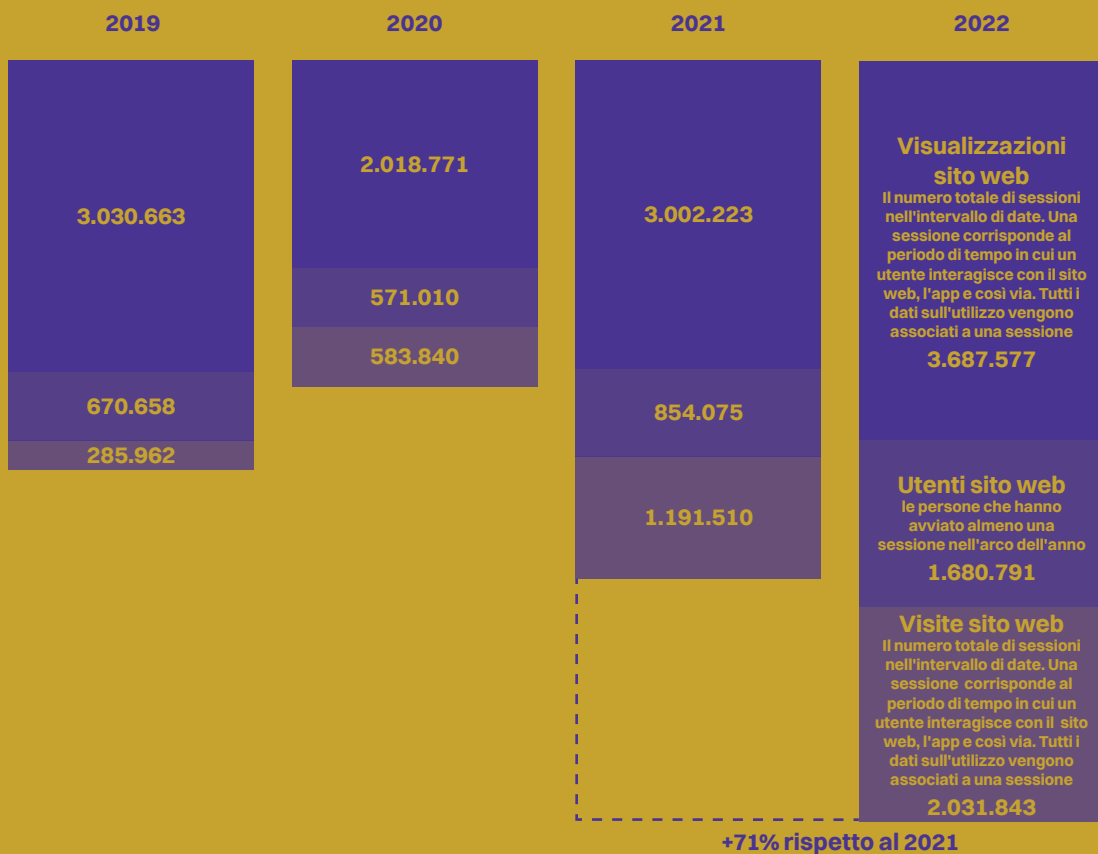 2019
2020
2021
2022
3.030.663
670.658
285.962
2.018.771
571.010
583.840
3.002.223
854.075
1.191.510
Visualizzazioni
sito web
Il numero totale di sessioni
nell'intervallo di date. Una
sessione corrisponde al
periodo di tempo in cui un
utente interagisce con il sito
web, l'app e così via. Tutti i
dati sull'utilizzo vengono
associati a una sessione
3.687.577
Utenti sito web
le persone che hanno
avviato almeno una
sessione nell'arco dell'anno
1.680.791
Visite sito web
Il numero totale di sessioni
nell'intervallo di date. Una
sessione corrisponde al
periodo di tempo in cui un
utente interagisce con il sito
web, l'app e così via. Tutti i
dati sull'utilizzo vengono
associati a una sessione
2.031.843
+71% rispetto al 2021